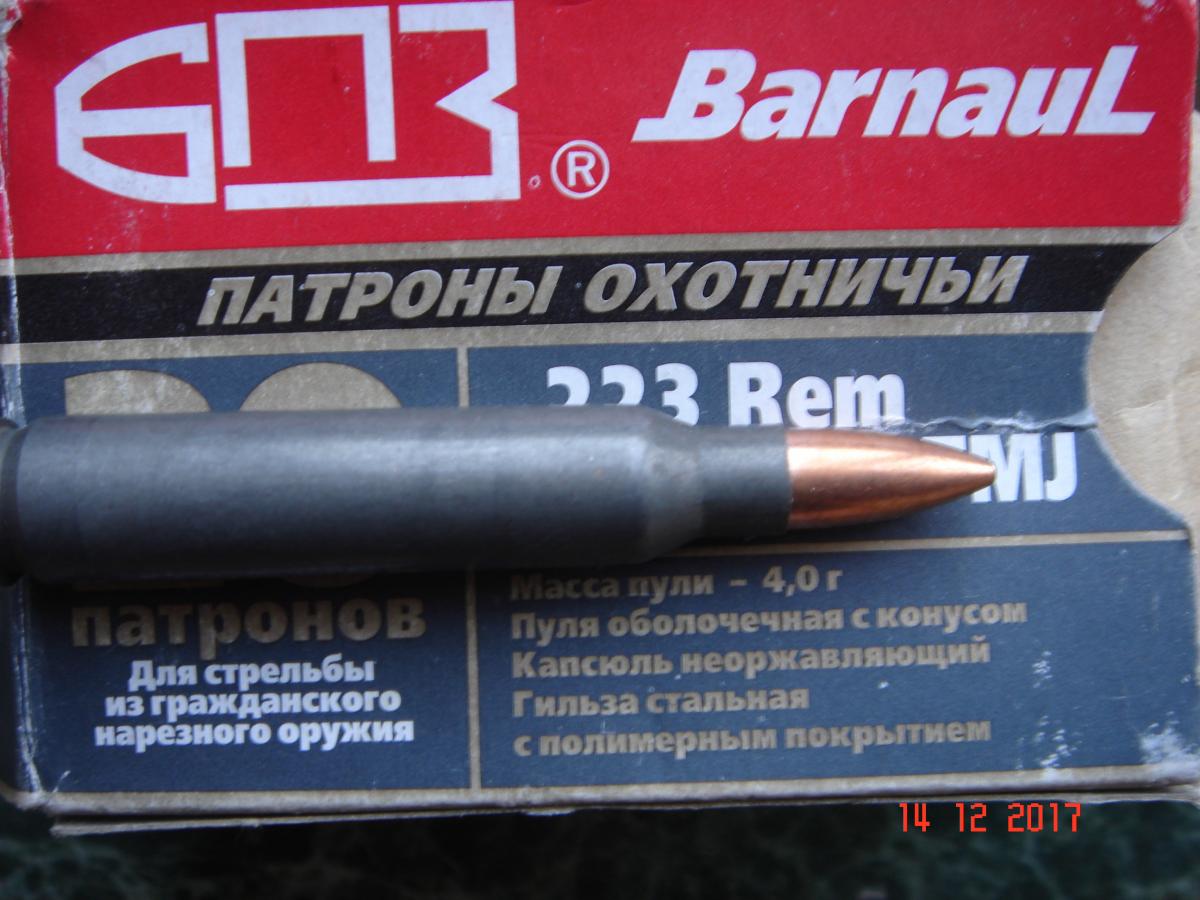 БПЗ ® Barnaul
ПАТРОНЫ ОХОТНИЧЬИ
223 Rem
FMJ
патронов
Для стрельбы
из гражданского
нарезного оружия
Масса пули - 4,0 г
Пуля оболочечная с конусом
Капсюль неоржавляющий
Гильза стальная
с полимерным покрытием
14 12 2017